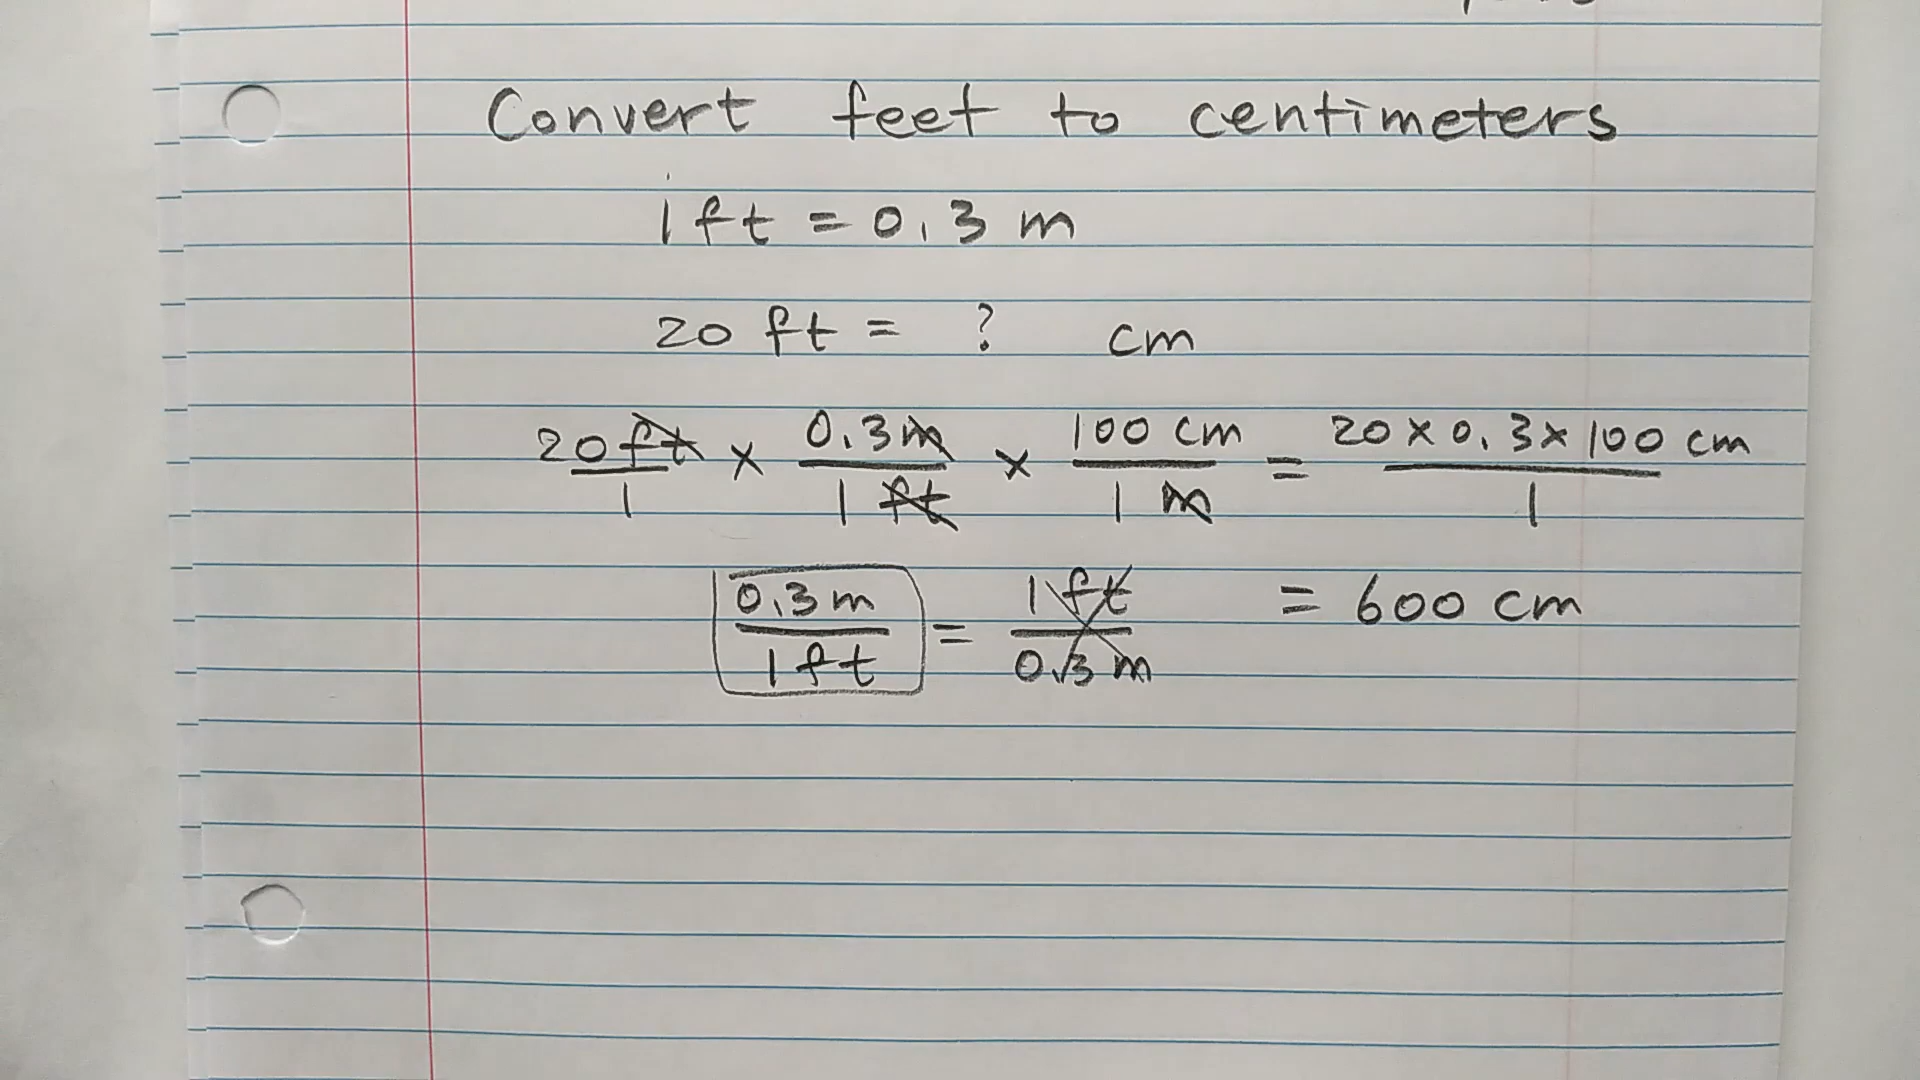 Convert feet to centimeters
1 ft = 0.3 m
20 ft = ? cm
20 ft / 1 × 0.3 m / 1 ft × 100 cm / 1 m = 20 × 0.3 × 100 cm / 1
0.3 m / 1 ft = 1 ft / 0.3 m = 600 cm